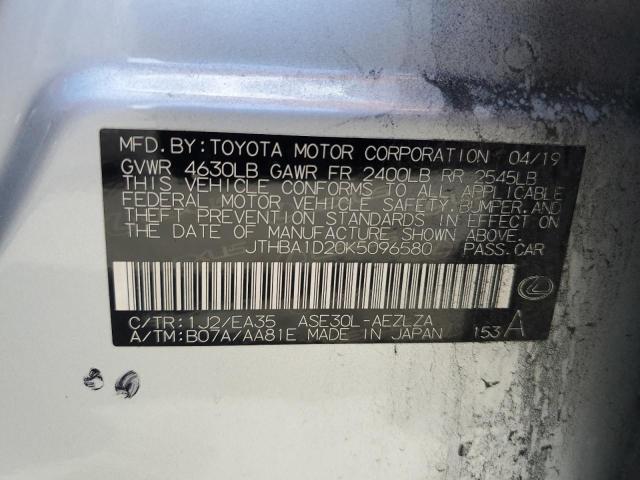 MFD. BY: TOYOTA MOTOR CORPORATION 04/19
GVWR 4630LB GAWR FR 2400LB RR 2545LB
THIS VEHICLE CONFORMS TO ALL APPLICABLE
FEDERAL MOTOR VEHICLE SAFETY, BUMPER, AND
THEFT PREVENTION STANDARDS IN EFFECT ON
THE DATE OF MANUFACTURE SHOWN ABOVE.
JTHBA1D20K5096580 PASS. CAR
C/TR: 1J2/EA35 ASE30L-AEZLZA
A/TM: B07A/AA81E MADE IN JAPAN 153 A